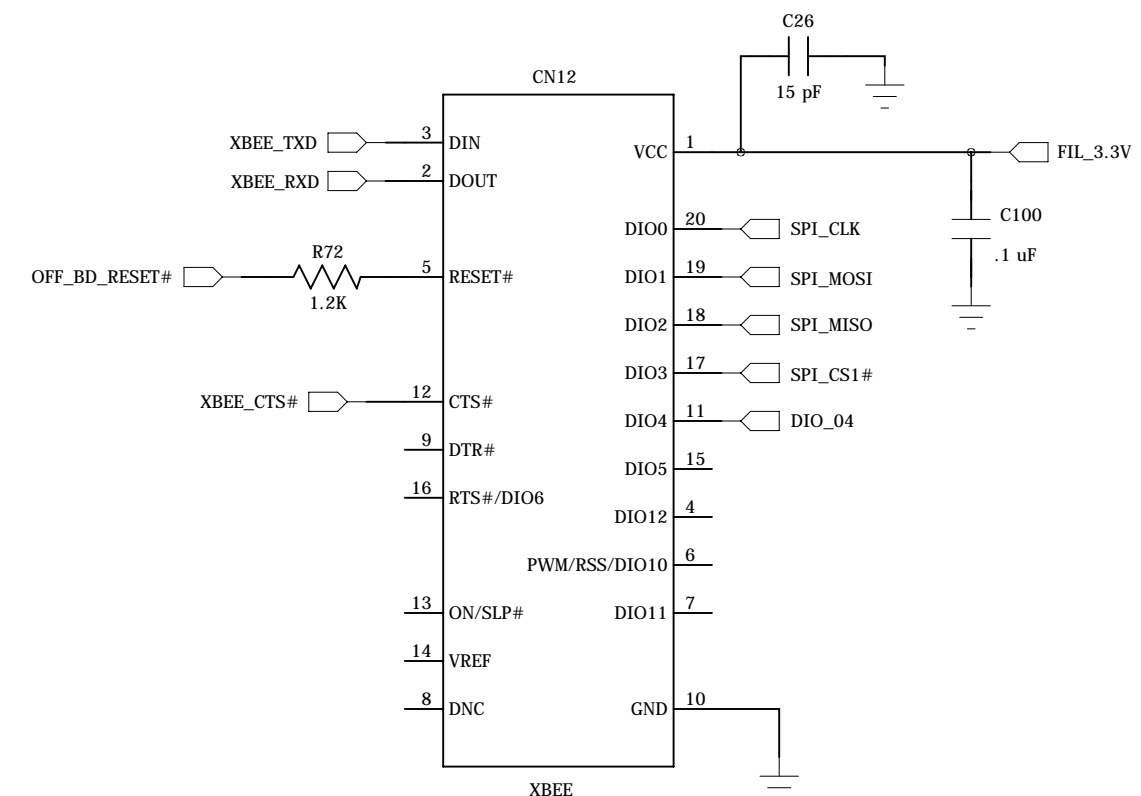 C26
15 pF
CN12
XBEE_TXD 3 DIN
VCC 1 FIL_3.3V
XBEE_RXD 2 DOUT
C100
.1 uF
DIO0 20 SPI_CLK
R72
1.2K
OFF_BD_RESET# 5 RESET#
DIO1 19 SPI_MOSI
DIO2 18 SPI_MISO
DIO3 17 SPI_CS1#
XBEE_CTS# 12 CTS#
DIO4 11 DIO_04
9 DTR#
DIO5 15
16 RTS#/DIO6
DIO12 4
PWM/RSS/DIO10 6
13 ON/SLP#
DIO11 7
14 VREF
8 DNC
GND 10
XBEE